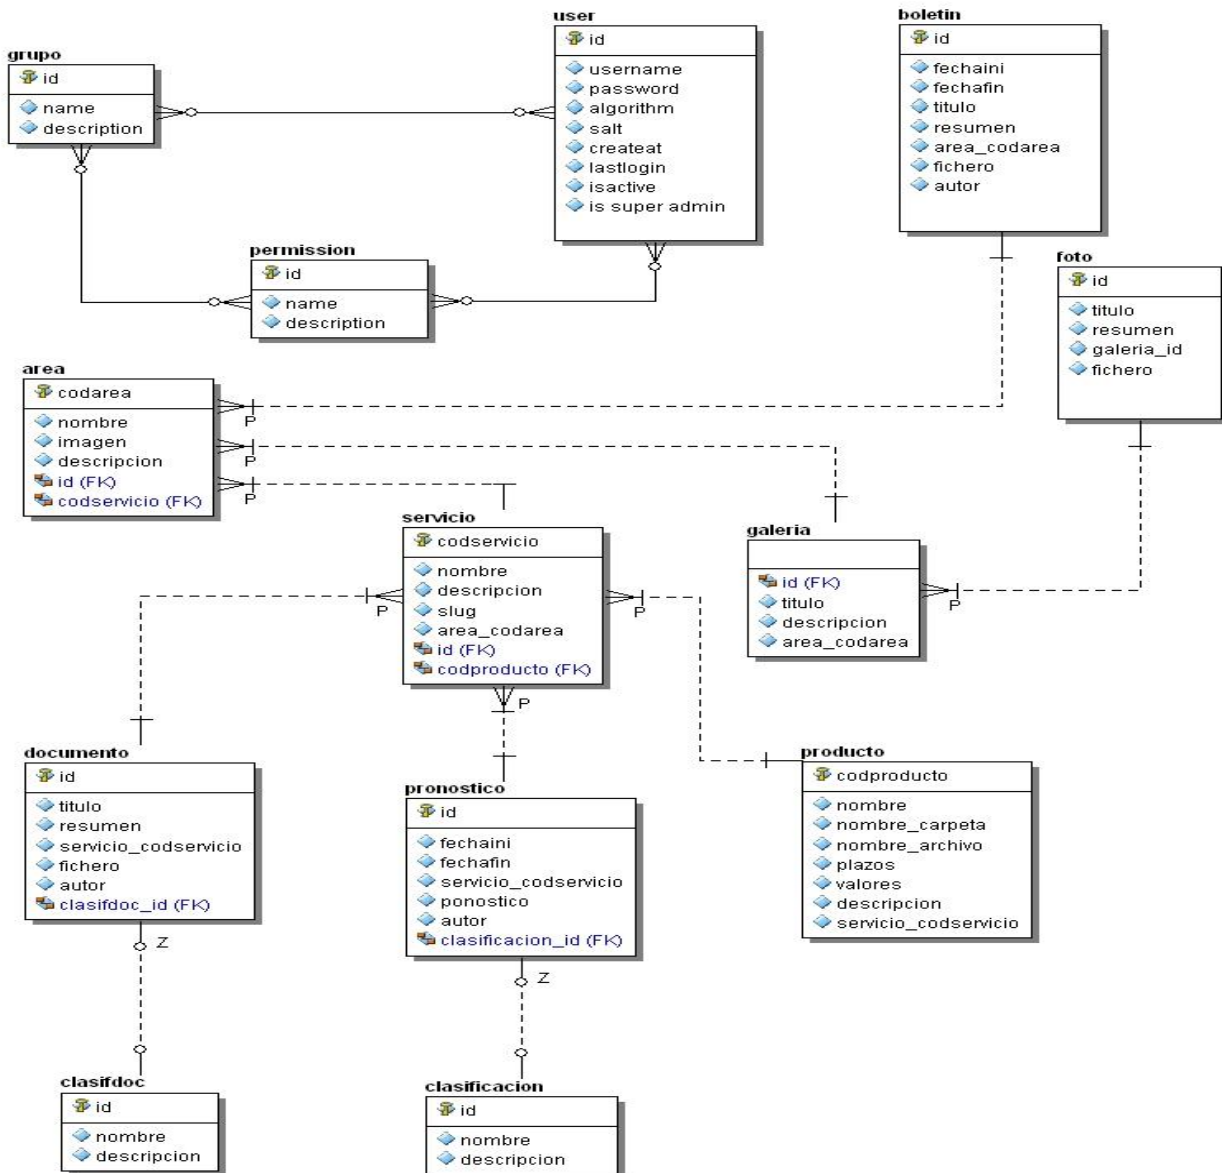 user
id
username
password
algorithm
salt
createat
lastlogin
isactive
is super admin
boletin
id
fechaini
fechafin
titulo
resumen
area_codarea
fichero
autor
grupo
id
name
description
permission
id
name
description
foto
id
titulo
resumen
galeria_id
fichero
area
codarea
nombre
imagen
descripcion
id (FK)
codservicio (FK)
P
P
P
servicio
codservicio
nombre
descripcion
slug
area_codarea
id (FK)
codproducto (FK)
P
P
P
galeria
id (FK)
titulo
descripcion
area_codarea
P
documento
id
titulo
resumen
servicio_codservicio
fichero
autor
clasifdoc_id (FK)
Z
pronostico
id
fechaini
fechafin
servicio_codservicio
ponostico
autor
clasificacion_id (FK)
Z
producto
codproducto
nombre
nombre_carpeta
nombre_archivo
plazos
valores
descripcion
servicio_codservicio
clasifdoc
id
nombre
descripcion
clasificacion
id
nombre
descripcion